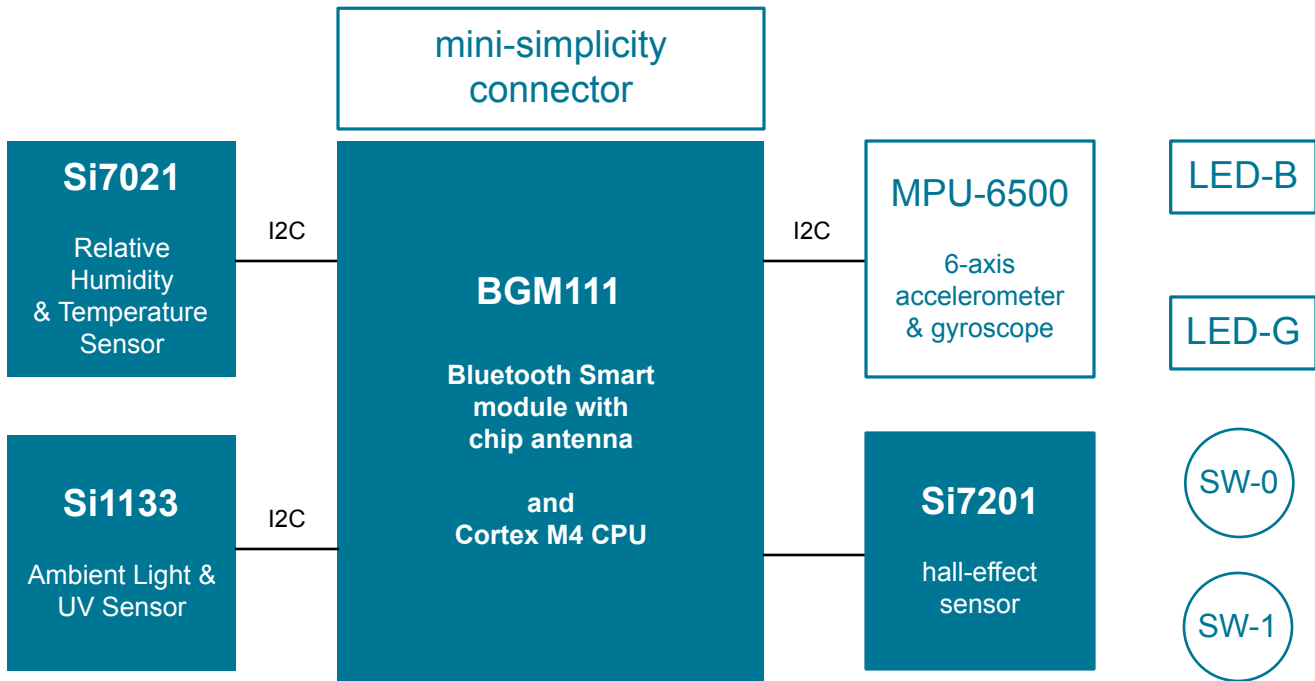 mini-simplicity
connector
Si7021
Relative
Humidity
& Temperature
Sensor
I2C
BGM111
Bluetooth Smart
module with
chip antenna
and
Cortex M4 CPU
I2C
MPU-6500
6-axis
accelerometer
& gyroscope
LED-B
LED-G
Si1133
Ambient Light &
UV Sensor
I2C
Si7201
hall-effect
sensor
SW-0
SW-1